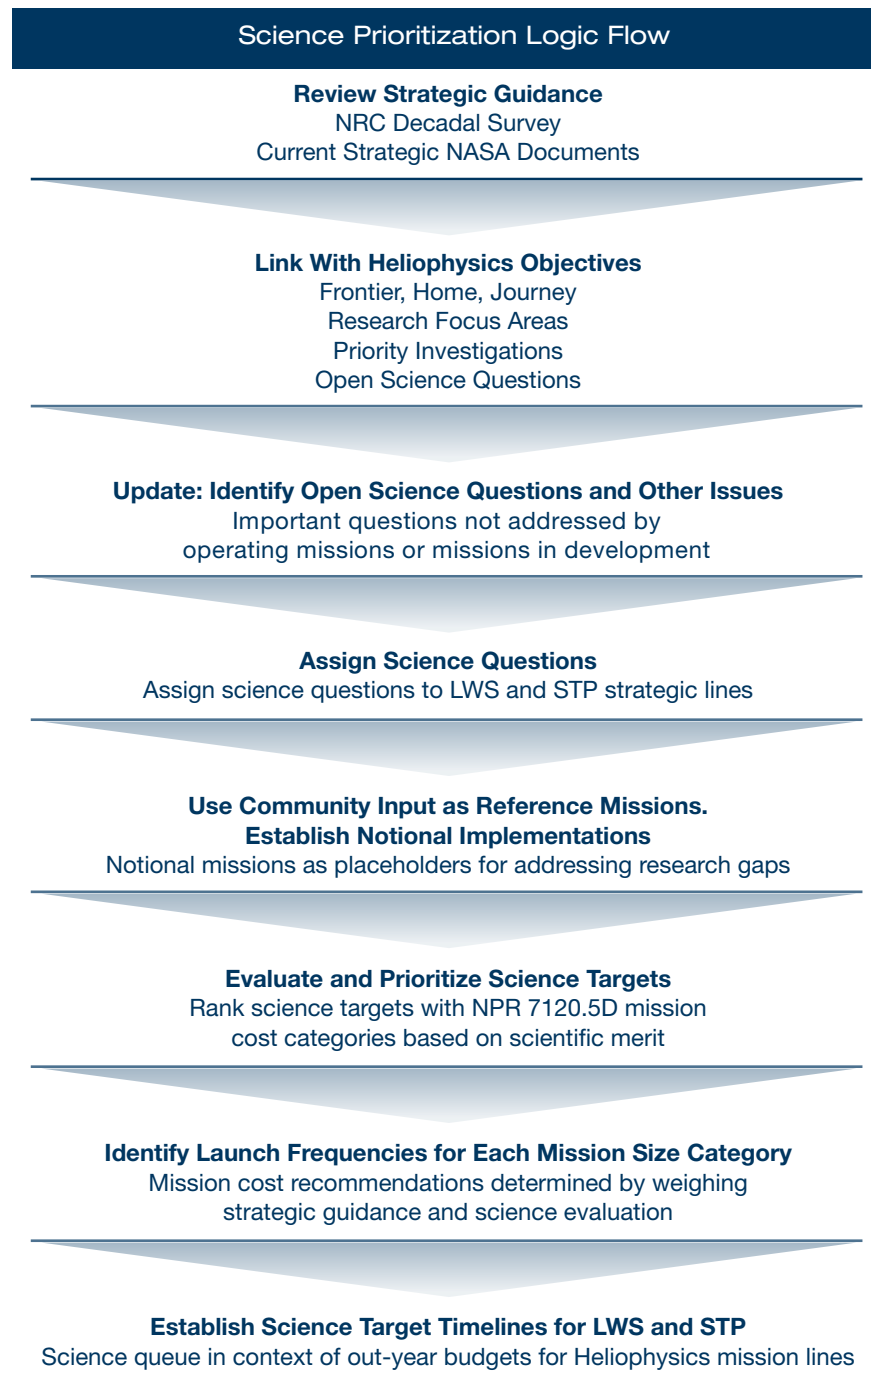 Science Prioritization Logic Flow
Review Strategic Guidance
NRC Decadal Survey
Current Strategic NASA Documents
Link With Heliophysics Objectives
Frontier, Home, Journey
Research Focus Areas
Priority Investigations
Open Science Questions
Update: Identify Open Science Questions and Other Issues
Important questions not addressed by
operating missions or missions in development
Assign Science Questions
Assign science questions to LWS and STP strategic lines
Use Community Input as Reference Missions.
Establish Notional Implementations
Notional missions as placeholders for addressing research gaps
Evaluate and Prioritize Science Targets
Rank science targets with NPR 7120.5D mission
cost categories based on scientific merit
Identify Launch Frequencies for Each Mission Size Category
Mission cost recommendations determined by weighing
strategic guidance and science evaluation
Establish Science Target Timelines for LWS and STP
Science queue in context of out-year budgets for Heliophysics mission lines